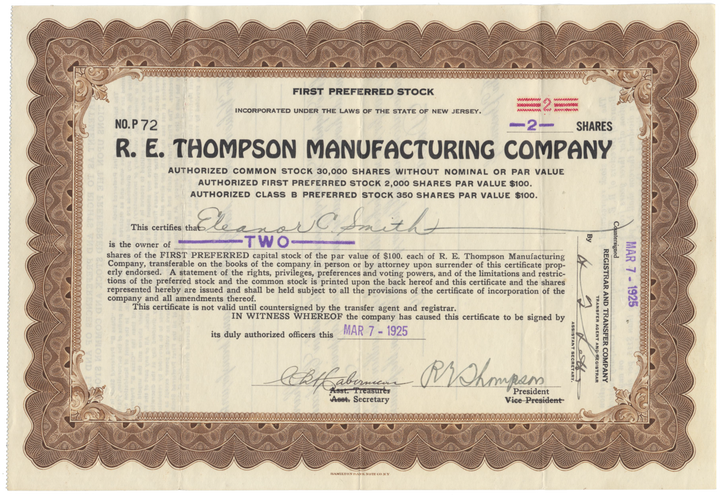 FIRST PREFERRED STOCK
INCORPORATED UNDER THE LAWS OF THE STATE OF NEW JERSEY.
2
NO. P 72
2 SHARES
R. E. THOMPSON MANUFACTURING COMPANY
AUTHORIZED COMMON STOCK 30,000 SHARES WITHOUT NOMINAL OR PAR VALUE
AUTHORIZED FIRST PREFERRED STOCK 2,000 SHARES PAR VALUE $100.
AUTHORIZED CLASS B PREFERRED STOCK 350 SHARES PAR VALUE $100.
This certifies that Eleanor C. Smith
is the owner of TWO
shares of the FIRST PREFERRED capital stock of the par value of $100. each of R. E. Thompson Manufacturing
Company, transferable on the books of the company in person or by attorney upon surrender of this certificate prop-
erly endorsed. A statement of the rights, privileges, preferences and voting powers, and of the limitations and restric-
tions of the preferred stock and the common stock is printed upon the back hereof and this certificate and the shares
represented hereby are issued and shall be held subject to all the provisions of the certificate of incorporation of the
company and all amendments thereof.
This certificate is not valid until countersigned by the transfer agent and registrar.
IN WITNESS WHEREOF the company has caused this certificate to be signed by
its duly authorized officers this MAR 7 - 1925
R E Thompson
Asst. Treasurer
President
Asst. Secretary
Vice President
Countersigned MAR 7 - 1925
REGISTRAR AND TRANSFER COMPANY
TRANSFER AGENT AND REGISTRAR
By
ASSISTANT SECRETARY.